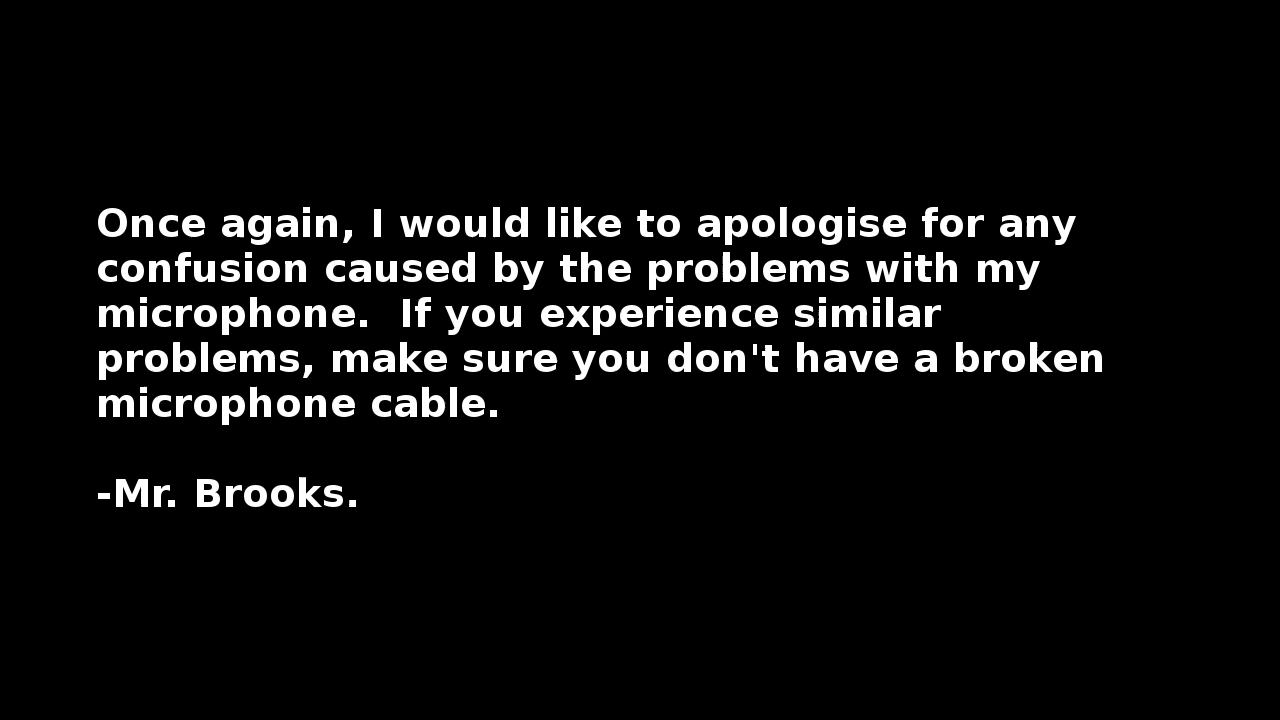 Once again, I would like to apologise for any
confusion caused by the problems with my
microphone.  If you experience similar
problems, make sure you don't have a broken
microphone cable.
-Mr. Brooks.